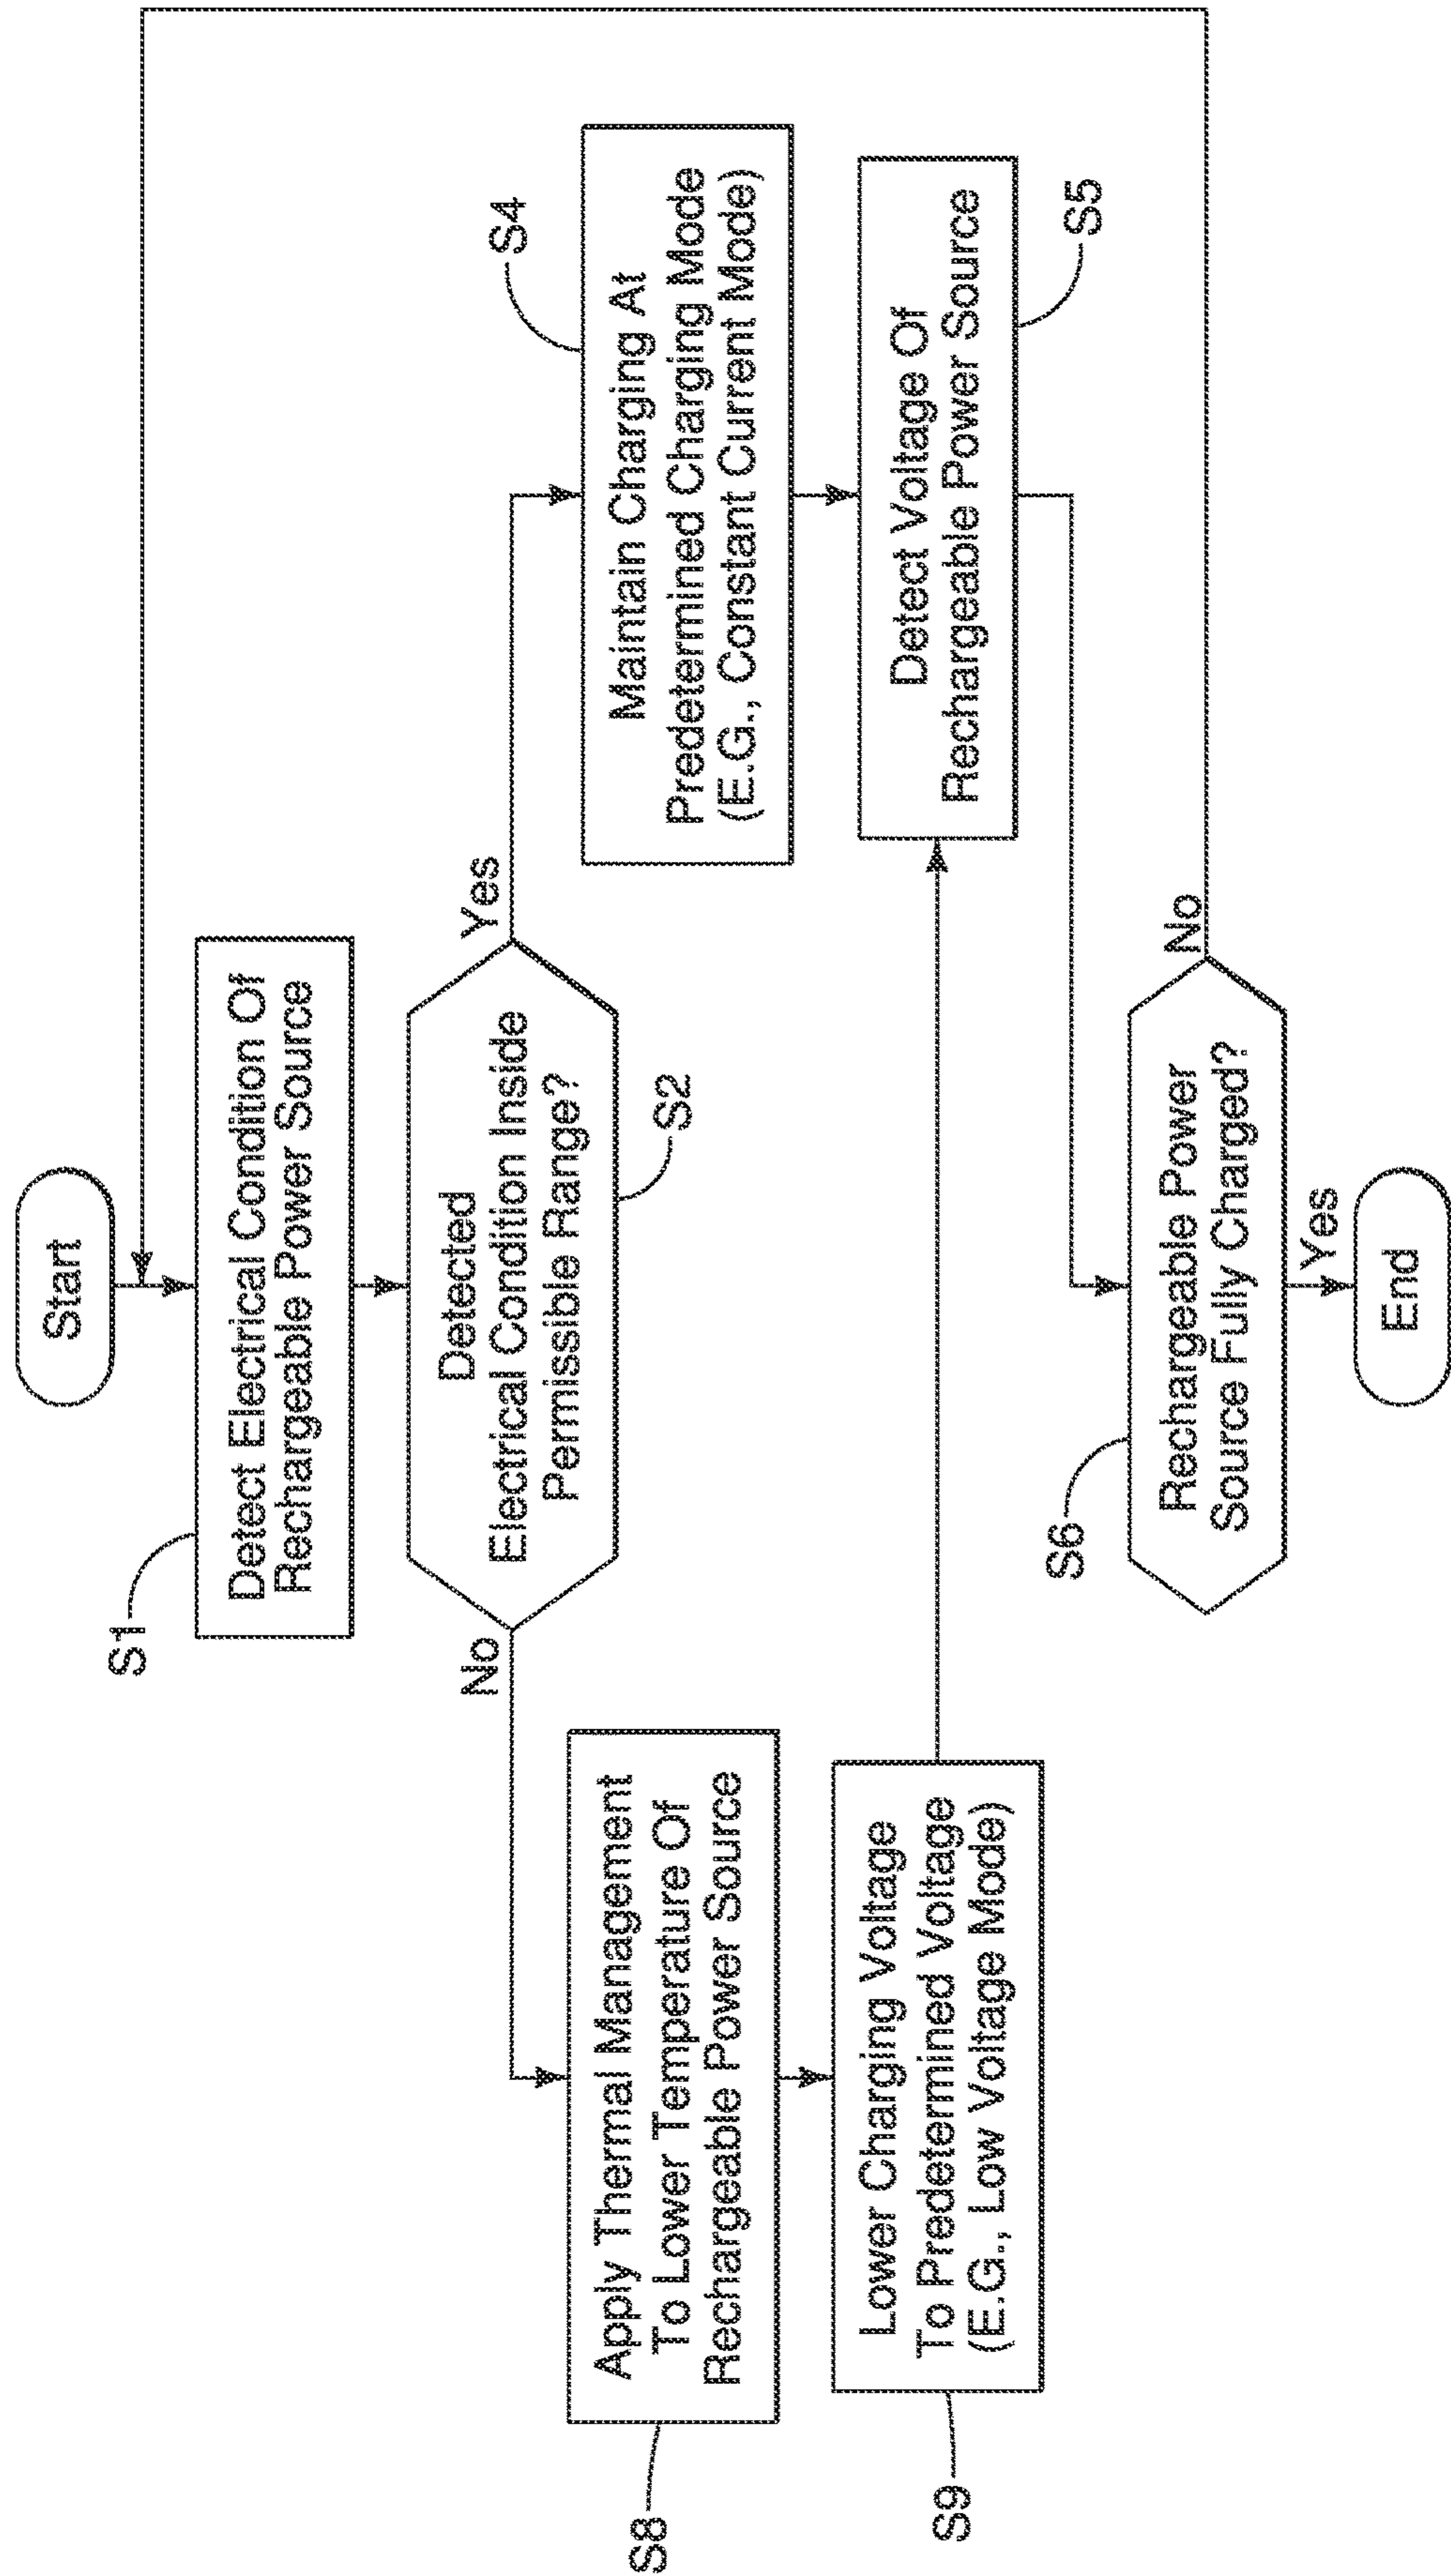 Start
S1
Detect Electrical Condition Of
Rechargeable Power Source
Detected
Electrical Condition Inside
Permissible Range?
S2
No
Yes
Apply Thermal Management
To Lower Temperature Of
Rechargeable Power Source
S8
Maintain Charging At
Predetermined Charging Mode
(E.G., Constant Current Mode)
S4
Lower Charging Voltage
To Predetermined Voltage
(E.G., Low Voltage Mode)
S9
Detect Voltage Of
Rechargeable Power Source
S5
S6
Rechargeable Power
Source Fully Charged?
No
Yes
End